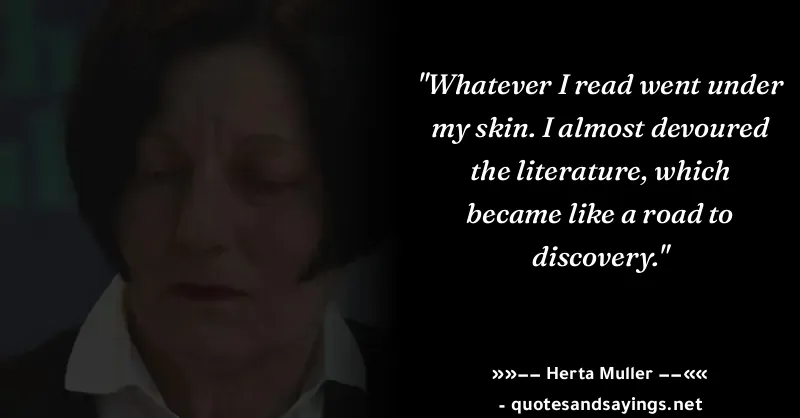 "Whatever I read went under
my skin. I almost devoured
the literature, which
became like a road to
discovery."
»»−− Herta Muller −−««
- quotesandsayings.net